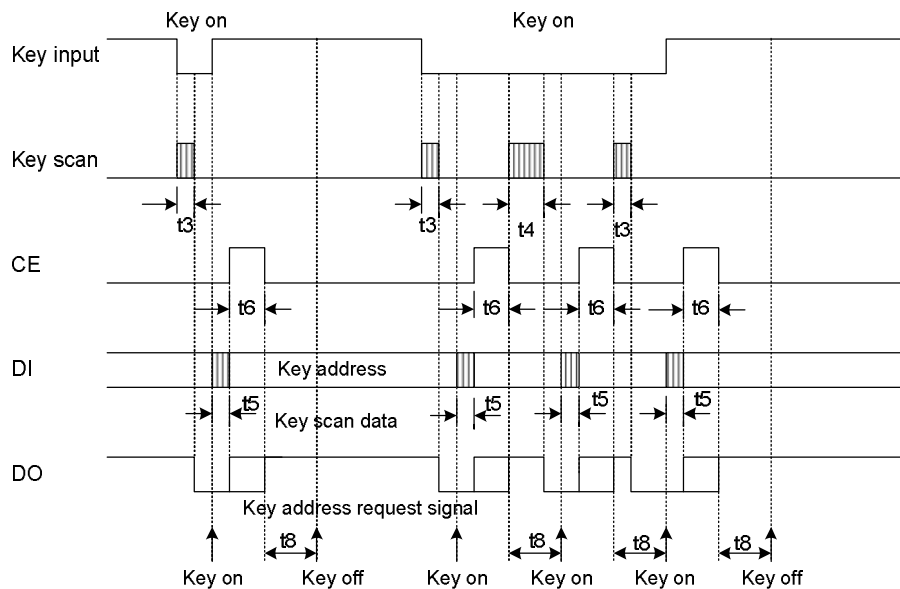 Key on
Key on
Key input
Key scan
t3
t3
t4
t3
CE
t6
t6
t6
t6
DI
Key address
t5
t5
t5
t5
Key scan data
DO
Key address request signal
t8
t8
t8
t8
Key on
Key off
Key on
Key on
Key on
Key off